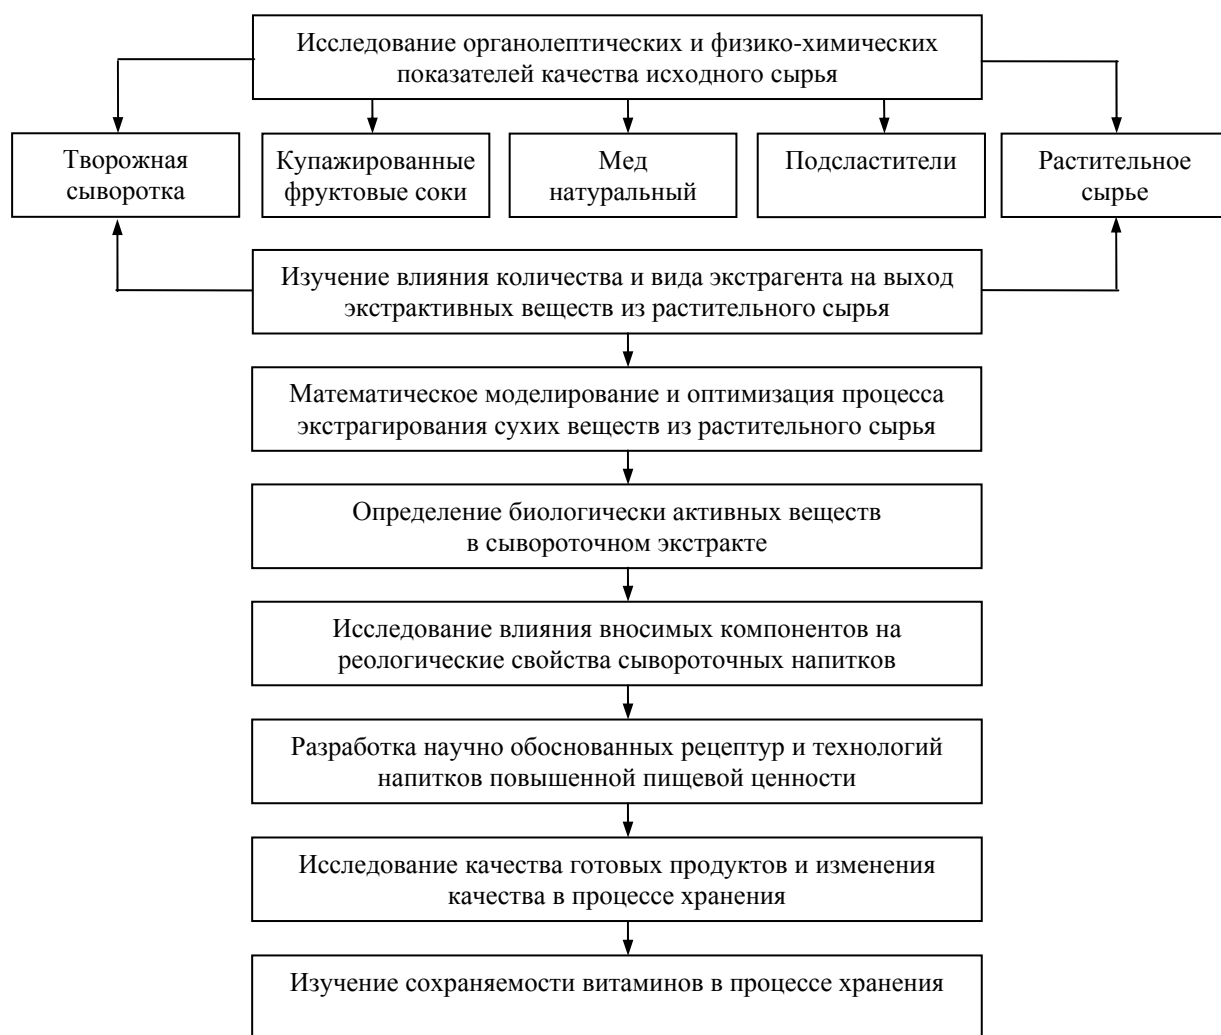 Исследование органолептических и физико-химических
показателей качества исходного сырья
Творожная
сыворотка
Купажированные
фруктовые соки
Мед
натуральный
Подсластители
Растительное
сырье
Изучение влияния количества и вида экстрагента на выход
экстрактивных веществ из растительного сырья
Математическое моделирование и оптимизация процесса
экстрагирования сухих веществ из растительного сырья
Определение биологически активных веществ
в сывороточном экстракте
Исследование влияния вносимых компонентов на
реологические свойства сывороточных напитков
Разработка научно обоснованных рецептур и технологий
напитков повышенной пищевой ценности
Исследование качества готовых продуктов и изменения
качества в процессе хранения
Изучение сохраняемости витаминов в процессе хранения